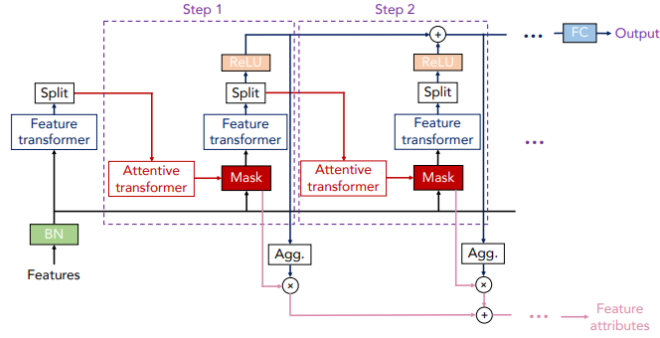 Step 1
Step 2
...
FC
Output
ReLU
ReLU
Split
Split
Split
Feature
transformer
Feature
transformer
Feature
transformer
...
Attentive
transformer
Mask
Attentive
transformer
Mask
BN
Features
Agg.
Agg.
...
Feature
attributes